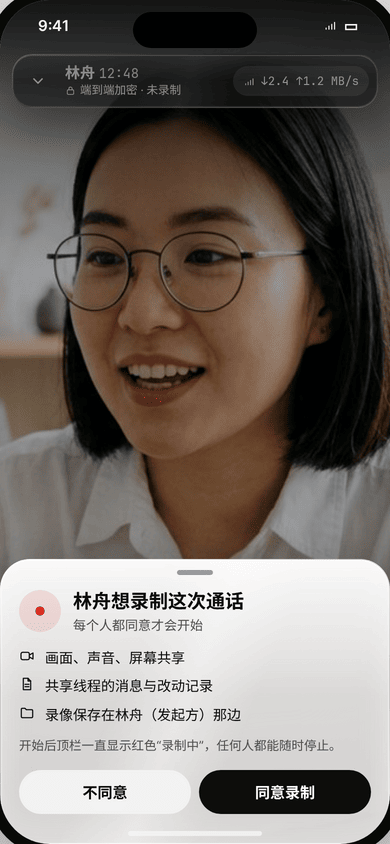 9:41
林舟 12:48
端到端加密 · 未录制
↓2.4 ↑1.2 MB/s
林舟想录制这次通话
每个人都同意才会开始
画面、声音、屏幕共享
共享线程的消息与改动记录
录像保存在林舟（发起方）那边
开始后顶栏一直显示红色“录制中”，任何人都能随时停止。
不同意
同意录制